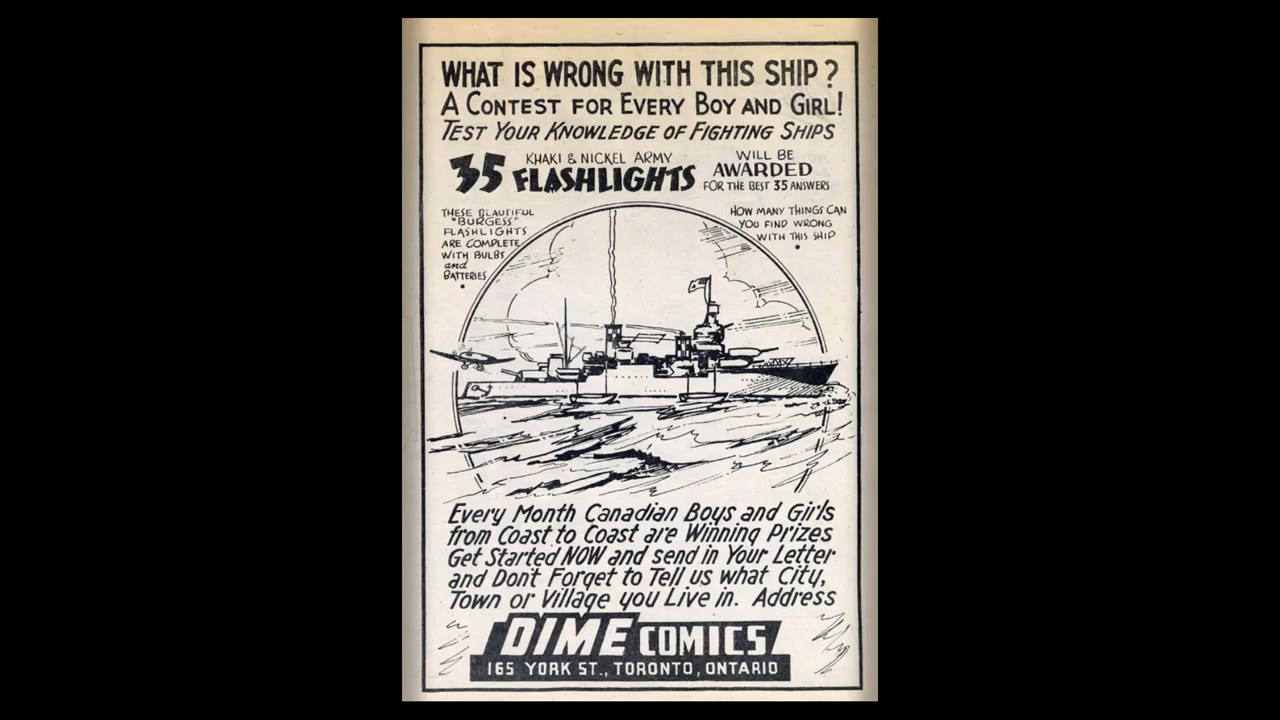 WHAT IS WRONG WITH THIS SHIP?
A CONTEST FOR EVERY BOY AND GIRL!
TEST YOUR KNOWLEDGE OF FIGHTING SHIPS
35 KHAKI & NICKEL ARMY
FLASHLIGHTS
WILL BE
AWARDED
FOR THE BEST 35 ANSWERS
THESE BEAUTIFUL
"BURGESS"
FLASHLIGHTS
ARE COMPLETE
WITH BULBS
and
BATTERIES.
HOW MANY THINGS CAN
YOU FIND WRONG
WITH THIS SHIP
Every Month Canadian Boys and Girls
from Coast to Coast are Winning Prizes
Get Started NOW and send in Your Letter
and Don't Forget to Tell us what City,
Town or Village you Live in. Address
DIME COMICS
165 YORK ST., TORONTO, ONTARIO